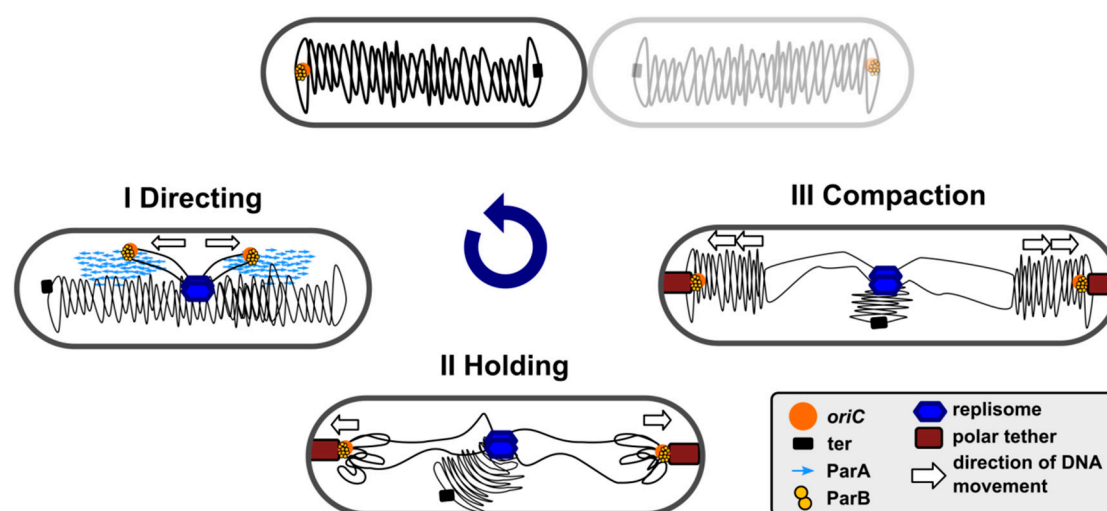 I Directing
III Compaction
II Holding
oriC
ter
ParA
ParB
replisome
polar tether
direction of DNA
movement